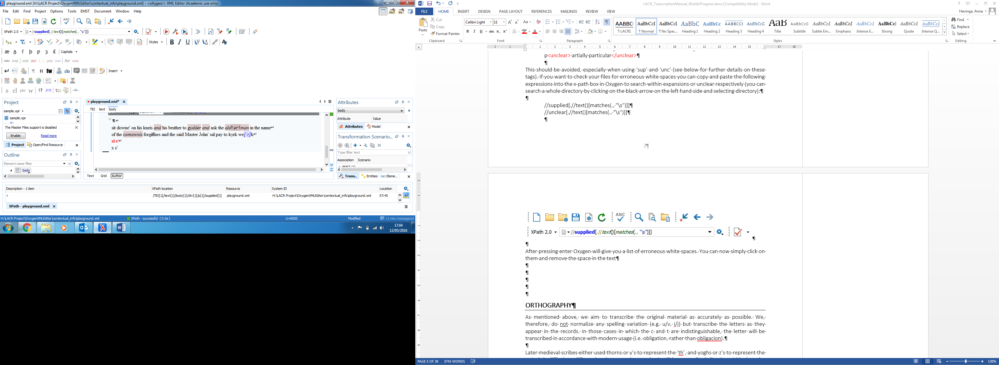 playground.xml [H:\LACR Project\OxygenXMLEditor\contextual_info\playground.xml] - <oXygen/> XML Editor (Academic use only)
File Edit Find Project Options Tools EMST Document Window Help
XPath 2.0 //supplied[.//text()[matches(., "\s")]]
Styles B I U
æ ð ſ þ ƿ ȝ £ Capitals
abbr exp add del [...] unc [sup] for note
¶ H fw Insert
s cl phr w !? [!?] 123
Project
sample.xpr
sample.xpr
The Master Files support is disabled
Enable Read more
Project Open/Find Resource
Outline
Element name filter
body
playground.xml*
TEI text body
¶
sit downe' on his kneis and his bruther to gydder and ask the alderman in the name
of the comownis forgiffnes and the said Master John' sal pay to kyrk we[ r]k
xl s'
x s'
Text Grid Author
Attributes
body
Attribute Value
Attributes Model
Transformation Scenario...
Type filter text
Association Scenario
EMST (1)
Trans.. Entities Eleme..
Description - 1 item XPath location Resource System ID Location
r /TEI[1]/text[1]/body[1]/div[1]/p[1]/supplied[1] playground.xml H:\LACR Project\OxygenXMLEditor\contextual_info\playground.xml 57:45
XPath - playground.xml
H:\LACR Project\OxygenXMLEditor\contextual_info\playground.xml XPath - successful (0.0s) U+0000 Modified 11 new message(s)
17:04
12/05/2016
LACR_TranscriptionManual_WorkInProgress.docx [Compatibility Mode] - Word
FILE HOME INSERT DESIGN PAGE LAYOUT REFERENCES MAILINGS REVIEW VIEW Havinga, Anna
Paste Cut Copy Format Painter
Calibri Light 11
AABBC( AaBbCcI AaBbCcI AaBbC AaBbCc AABBCCI AaBbCcD AaB AaBbCcD AaBbCcL AaBbCcL AaBbCcL AaBbCcI AaBbCcL AaBbCcL
¶ LACR1 ¶ Normal ¶ No Spac... Heading 1 Heading 2 Heading 3 Heading 4 Title Subtitle Subtle Em... Emphasis Intense E... Strong Quote Intense Q...
Find Replace Select
Clipboard Font Paragraph Styles Editing
p<unclear> artially particular</unclear>¶
¶
This should be avoided, especially when using ‘sup’ and ‘unc’ (see below for further details on these
tags). If you want to check your files for erroneous white spaces you can copy and paste the following
expressions into the x-path box in Oxygen to search within expansions or unclear respectively (you can
search a whole directory by clicking on the black arrow on the left hand side and selecting directory):¶
¶
//supplied[.//text()[matches(., "\s")]]¶
//unclear[.//text()[matches(., "\s")]]¶
¶
2¶
ABC
XPath 2.0 //supplied[.//text()[matches(., "\s")]]
¶
¶
After pressing enter Oxygen will give you a list of erroneous white spaces. You can now simply click on
them and remove the space in the text¶
¶
¶
¶
¶
¶
ORTHOGRAPHY¶
As mentioned above, we aim to transcribe the original material as accurately as possible. We,
therefore, do not normalize any spelling variation (e.g. u/v, i/j) but transcribe the letters as they
appear in the records. In those cases in which the c and t are indistinguishable, the letter will be
transcribed in accordance with modern usage (i.e. obligation, rather than obligacion).¶
¶
Later medieval scribes either used thorns or y’s to represent the ‘th’, and yoghs or z’s to represent the
PAGE 3 OF 20 3745 WORDS 130%